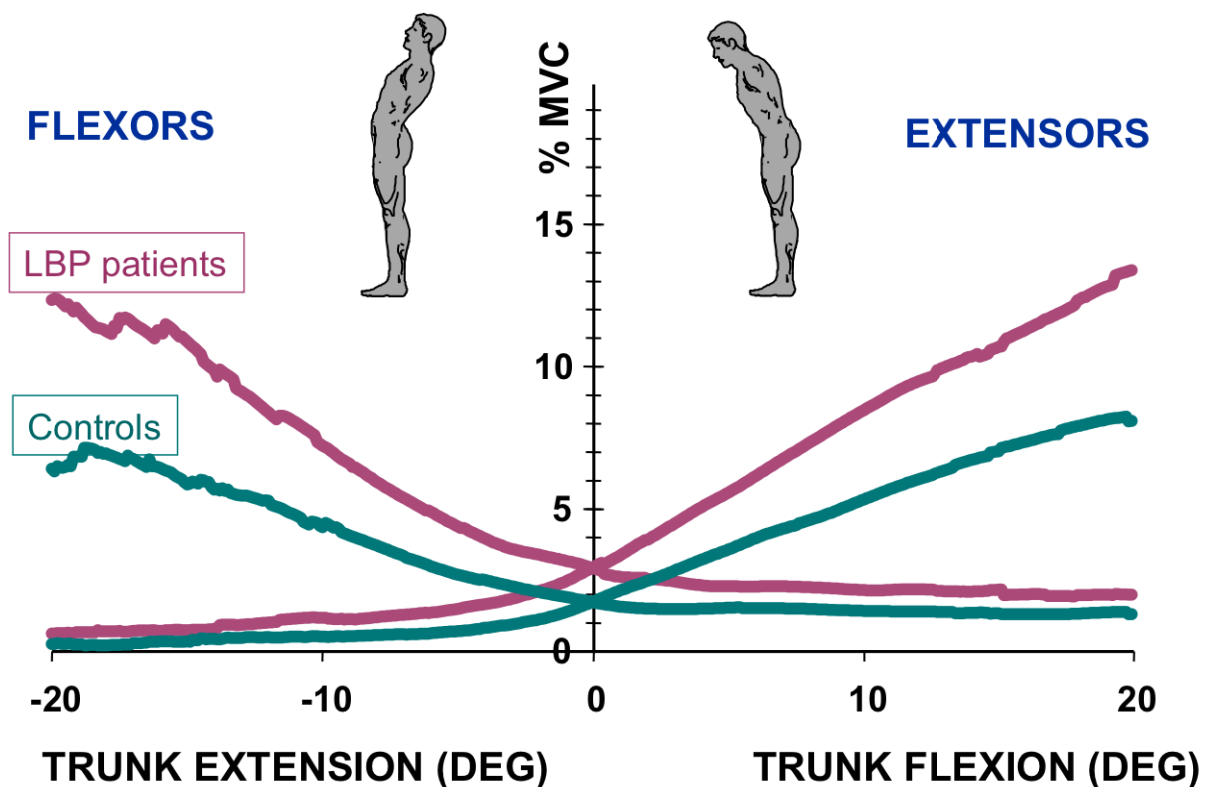 FLEXORS
% MVC
EXTENSORS
LBP patients
Controls
15
10
5
0
-20
-10
0
10
20
TRUNK EXTENSION (DEG)
TRUNK FLEXION (DEG)